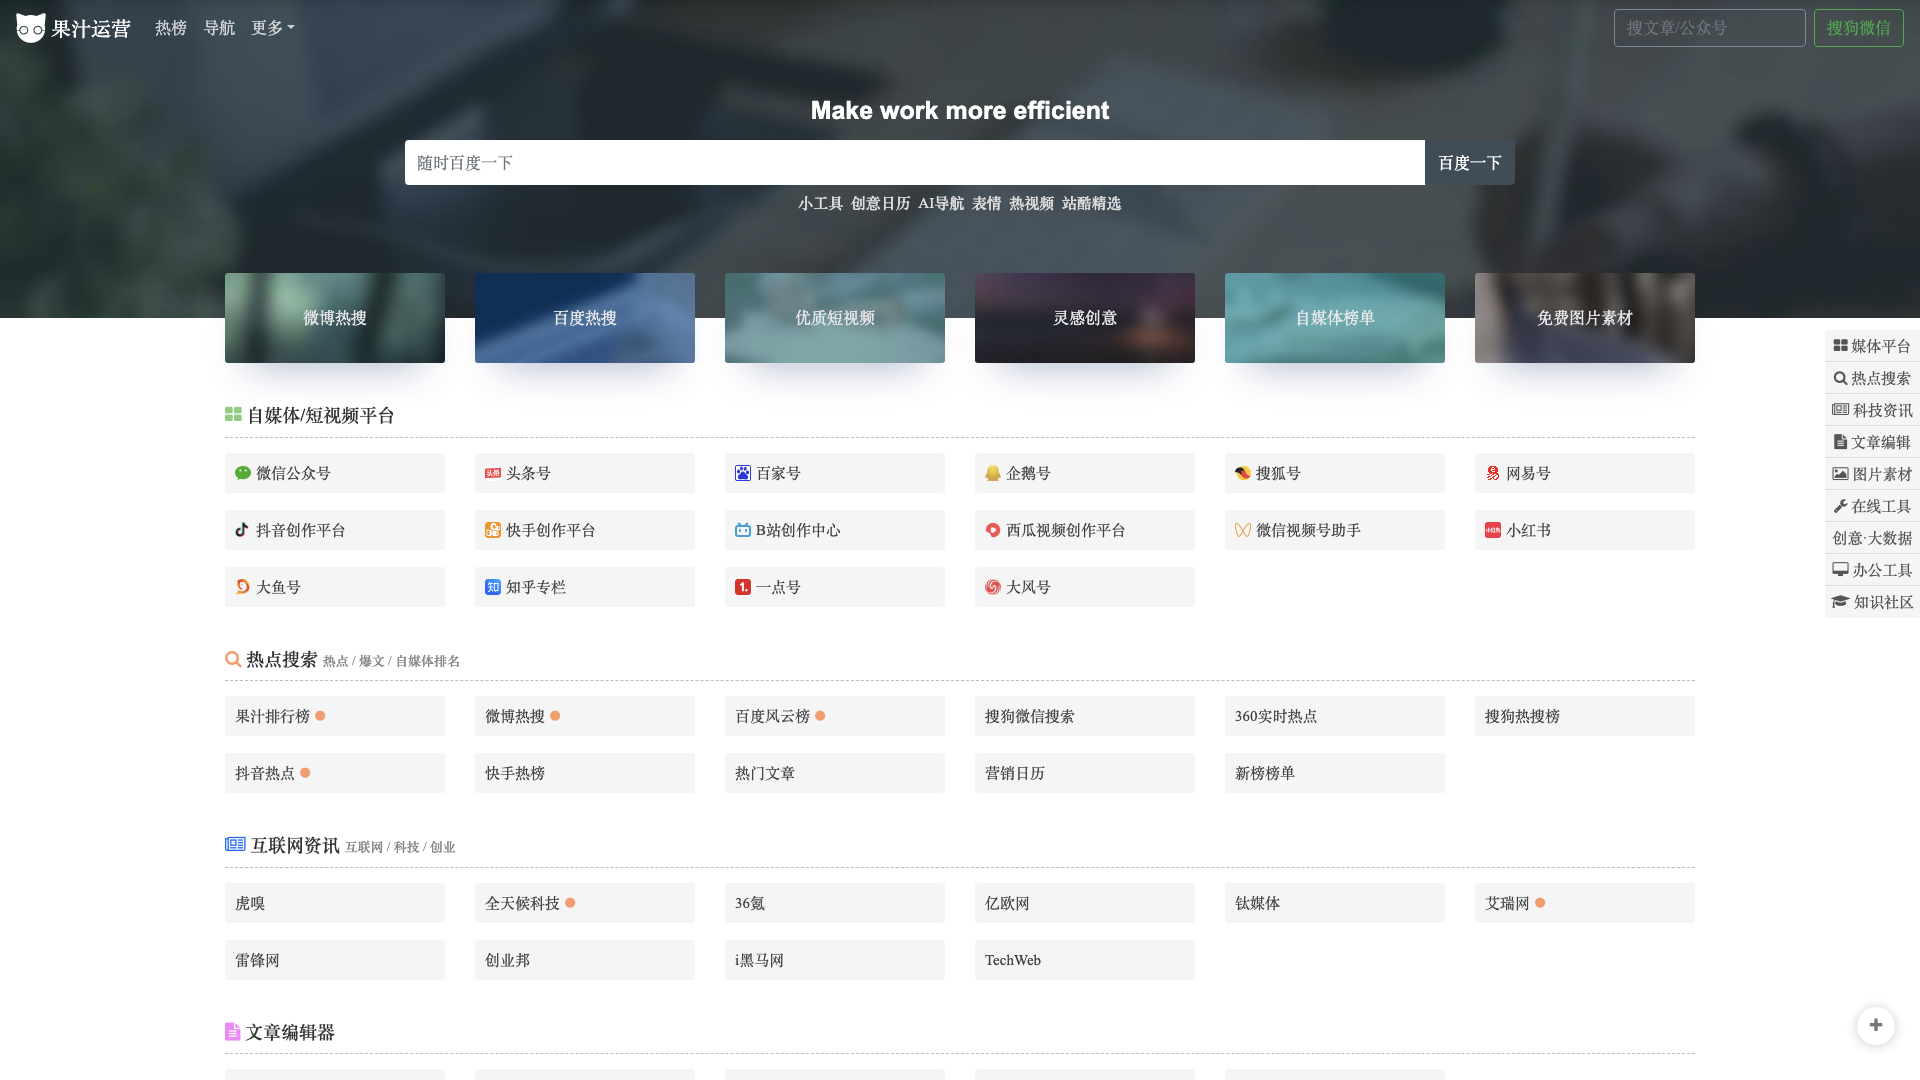 果汁运营 热榜 导航 更多 搜文章/公众号 搜狗微信
Make work more efficient
随时百度一下 百度一下
小工具 创意日历 AI导航 表情 热视频 站酷精选
微博热搜 百度热搜 优质短视频 灵感创意 自媒体榜单 免费图片素材
自媒体/短视频平台
微信公众号 头条号 百家号 企鹅号 搜狐号 网易号
抖音创作平台 快手创作平台 B站创作中心 西瓜视频创作平台 微信视频号助手 小红书
大鱼号 知乎专栏 一点号 大风号
热点搜索 热点 / 爆文 / 自媒体排名
果汁排行榜 微博热搜 百度风云榜 搜狗微信搜索 360实时热点 搜狗热搜榜
抖音热点 快手热榜 热门文章 营销日历 新榜榜单
互联网资讯 互联网 / 科技 / 创业
虎嗅 全天候科技 36氪 亿欧网 钛媒体 艾瑞网
雷锋网 创业邦 i黑马网 TechWeb
文章编辑器
媒体平台
热点搜索
科技资讯
文章编辑
图片素材
在线工具
创意·大数据
办公工具
知识社区